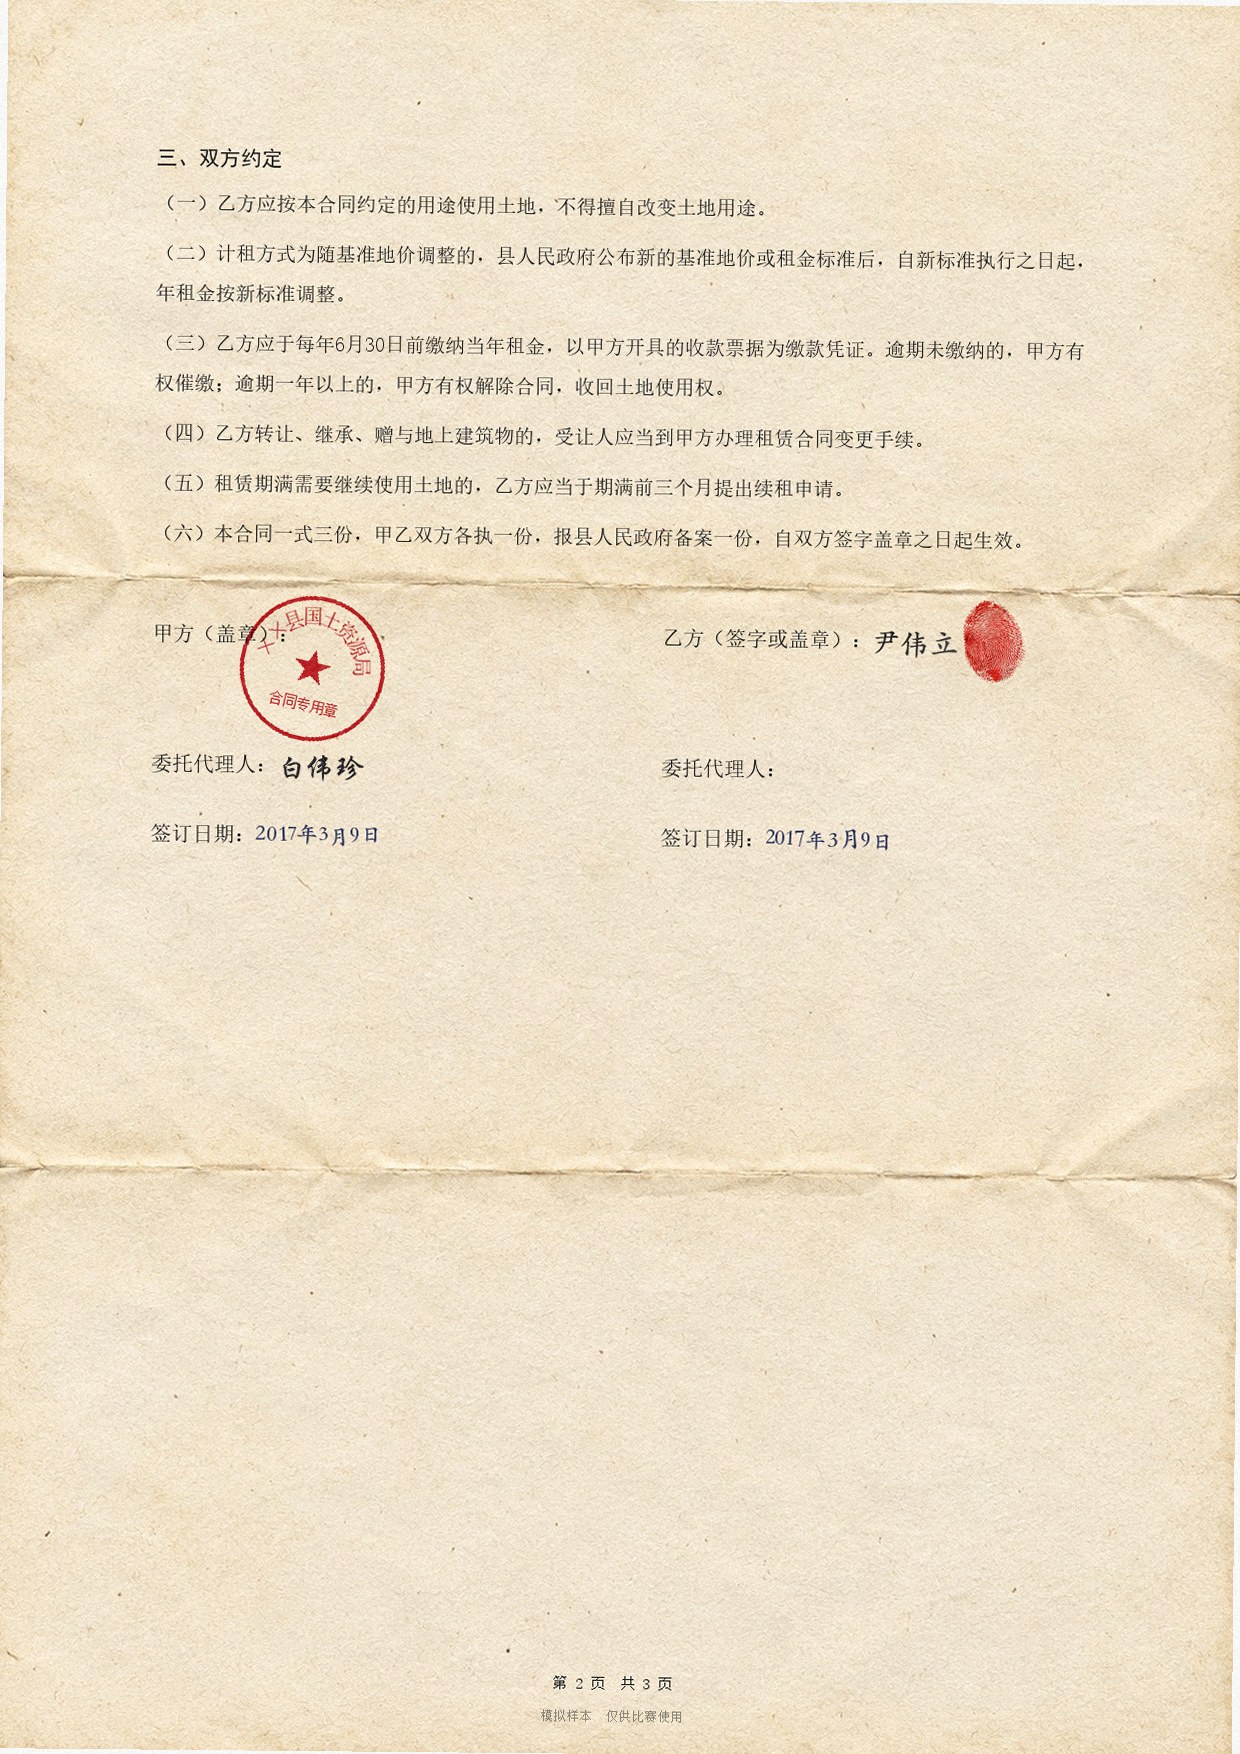 三、双方约定
（一）乙方应按本合同约定的用途使用土地，不得擅自改变土地用途。
（二）计租方式为随基准地价调整的，县人民政府公布新的基准地价或租金标准后，自新标准执行之日起，
年租金按新标准调整。
（三）乙方应于每年6月30日前缴纳当年租金，以甲方开具的收款票据为缴款凭证。逾期未缴纳的，甲方有
权催缴；逾期一年以上的，甲方有权解除合同，收回土地使用权。
（四）乙方转让、继承、赠与地上建筑物的，受让人应当到甲方办理租赁合同变更手续。
（五）租赁期满需要继续使用土地的，乙方应当于期满前三个月提出续租申请。
（六）本合同一式三份，甲乙双方各执一份，报县人民政府备案一份，自双方签字盖章之日起生效。
甲方（盖章）：
××县国土资源局
合同专用章
乙方（签字或盖章）：尹伟立
委托代理人：白伟珍
委托代理人：
签订日期：2017年3月9日
签订日期：2017年3月9日
第 2 页 共 3 页
模拟样本 仅供比赛使用